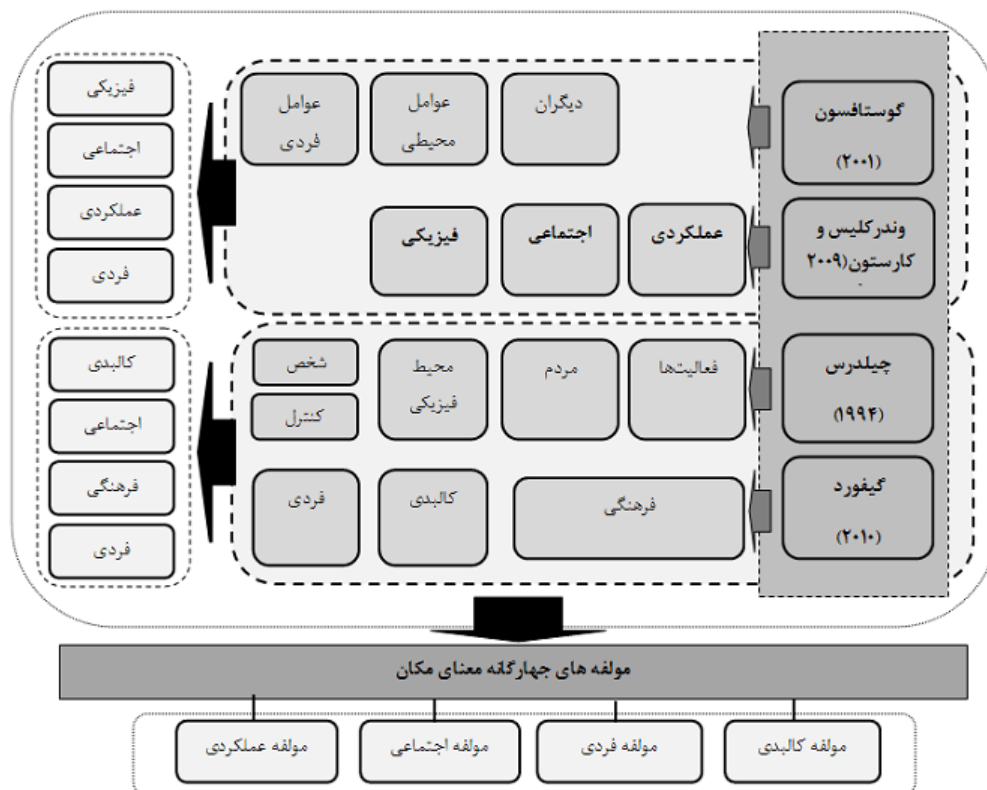 گوستافسون
(۲۰۰۱)
دیگران
عوامل
محیطی
عوامل
فردی
وندرکلیس و
کارستون(۲۰۰۹
عملکردی
اجتماعی
فیزیکی
فیزیکی
اجتماعی
عملکردی
فردی
چیلدرس
(۱۹۹۴)
فعالیت‌ها
مردم
محیط
فیزیکی
شخص
کنترل
گیفورد
(۲۰۱۰)
فرهنگی
کالبدی
فردی
کالبدی
اجتماعی
فرهنگی
فردی
مولفه های جهارگانه معنای مکان
مولفه کالبدی
مولفه فردی
مولفه اجتماعی
مولفه عملکردی